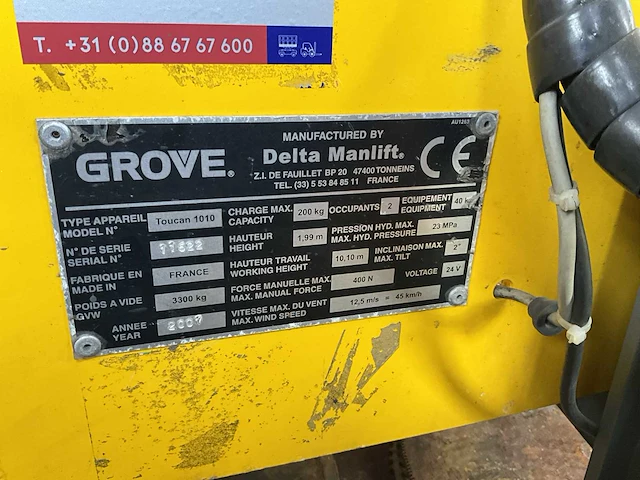 T. +31 (0)88 67 67 600
AU1263
GROVE®
MANUFACTURED BY
Delta Manlift®
Z.I. DE FAUILLET BP 20 47400 TONNEINS
TEL. (33) 5 53 84 85 11 FRANCE
CE
TYPE APPAREIL
MODEL N°
Toucan 1010
N° DE SERIE
SERIAL N°
FABRIQUE EN
MADE IN
FRANCE
POIDS A VIDE
GVW
3300 kg
ANNEE
YEAR
CHARGE MAX.
CAPACITY
200 kg
OCCUPANTS
2
EQUIPEMENT
EQUIPMENT
40 kg
HAUTEUR
HEIGHT
1,99 m
PRESSION HYD. MAX.
MAX. HYD. PRESSURE
23 MPa
HAUTEUR TRAVAIL
WORKING HEIGHT
10,10 m
INCLINAISON MAX.
MAX. TILT
2°
FORCE MANUELLE MAX.
MAX. MANUAL FORCE
400 N
VOLTAGE
24 V
VITESSE MAX. DU VENT
MAX. WIND SPEED
12,5 m/s = 45 km/h